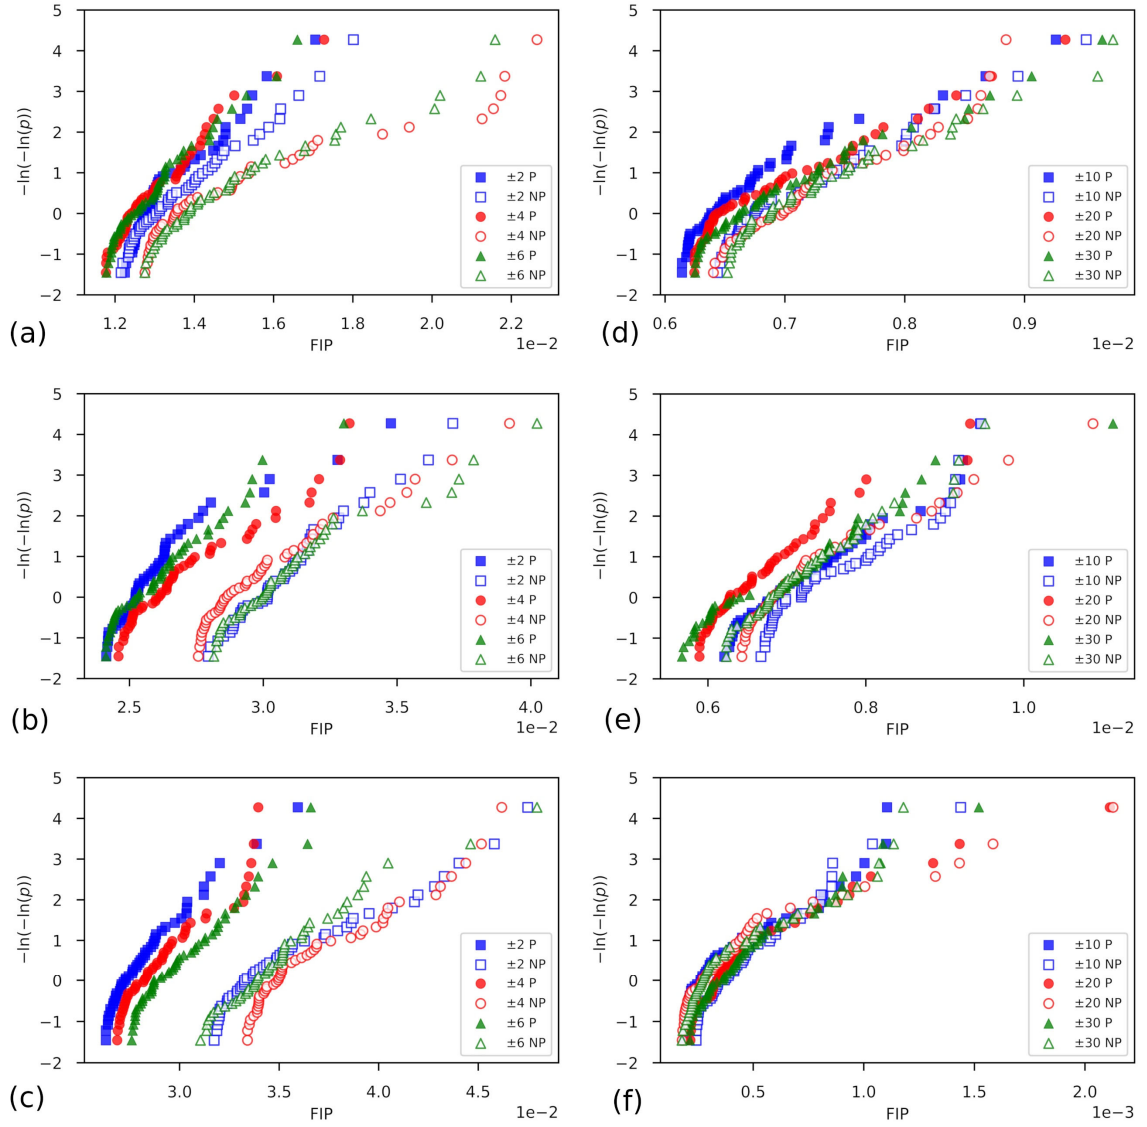 5
4
3
2
1
0
−1
−2
−ln(−ln(p))
±2 P
±2 NP
±4 P
±4 NP
±6 P
±6 NP
1.2 1.4 1.6 1.8 2.0 2.2
1e−2
FIP
(a)
5
4
3
2
1
0
−1
−2
−ln(−ln(p))
±10 P
±10 NP
±20 P
±20 NP
±30 P
±30 NP
0.6 0.7 0.8 0.9
1e−2
FIP
(d)
5
4
3
2
1
0
−1
−2
−ln(−ln(p))
±2 P
±2 NP
±4 P
±4 NP
±6 P
±6 NP
2.5 3.0 3.5 4.0
1e−2
FIP
(b)
5
4
3
2
1
0
−1
−2
−ln(−ln(p))
±10 P
±10 NP
±20 P
±20 NP
±30 P
±30 NP
0.6 0.8 1.0
1e−2
FIP
(e)
5
4
3
2
1
0
−1
−2
−ln(−ln(p))
±2 P
±2 NP
±4 P
±4 NP
±6 P
±6 NP
3.0 3.5 4.0 4.5
1e−2
FIP
(c)
5
4
3
2
1
0
−1
−2
−ln(−ln(p))
±10 P
±10 NP
±20 P
±20 NP
±30 P
±30 NP
0.5 1.0 1.5 2.0
1e−3
FIP
(f)